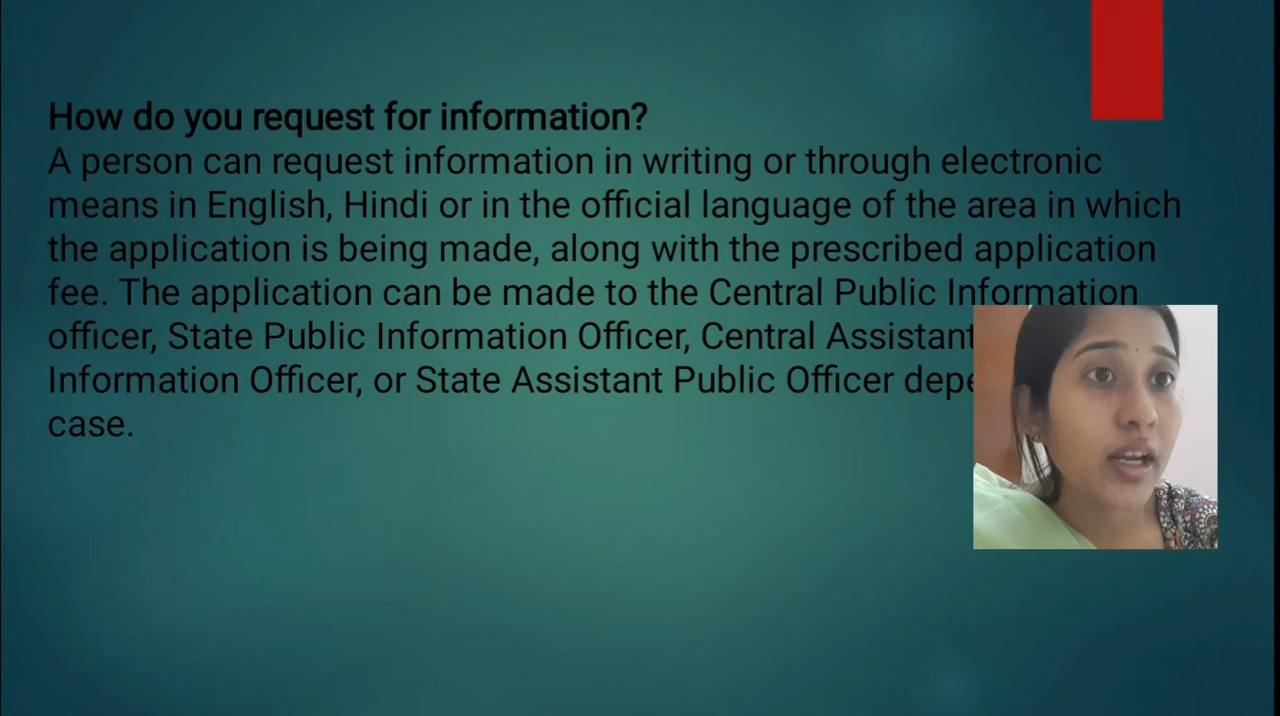 How do you request for information?
A person can request information in writing or through electronic
means in English, Hindi or in the official language of the area in which
the application is being made, along with the prescribed application
fee. The application can be made to the Central Public Information
officer, State Public Information Officer, Central Assistant
Information Officer, or State Assistant Public Officer
case.